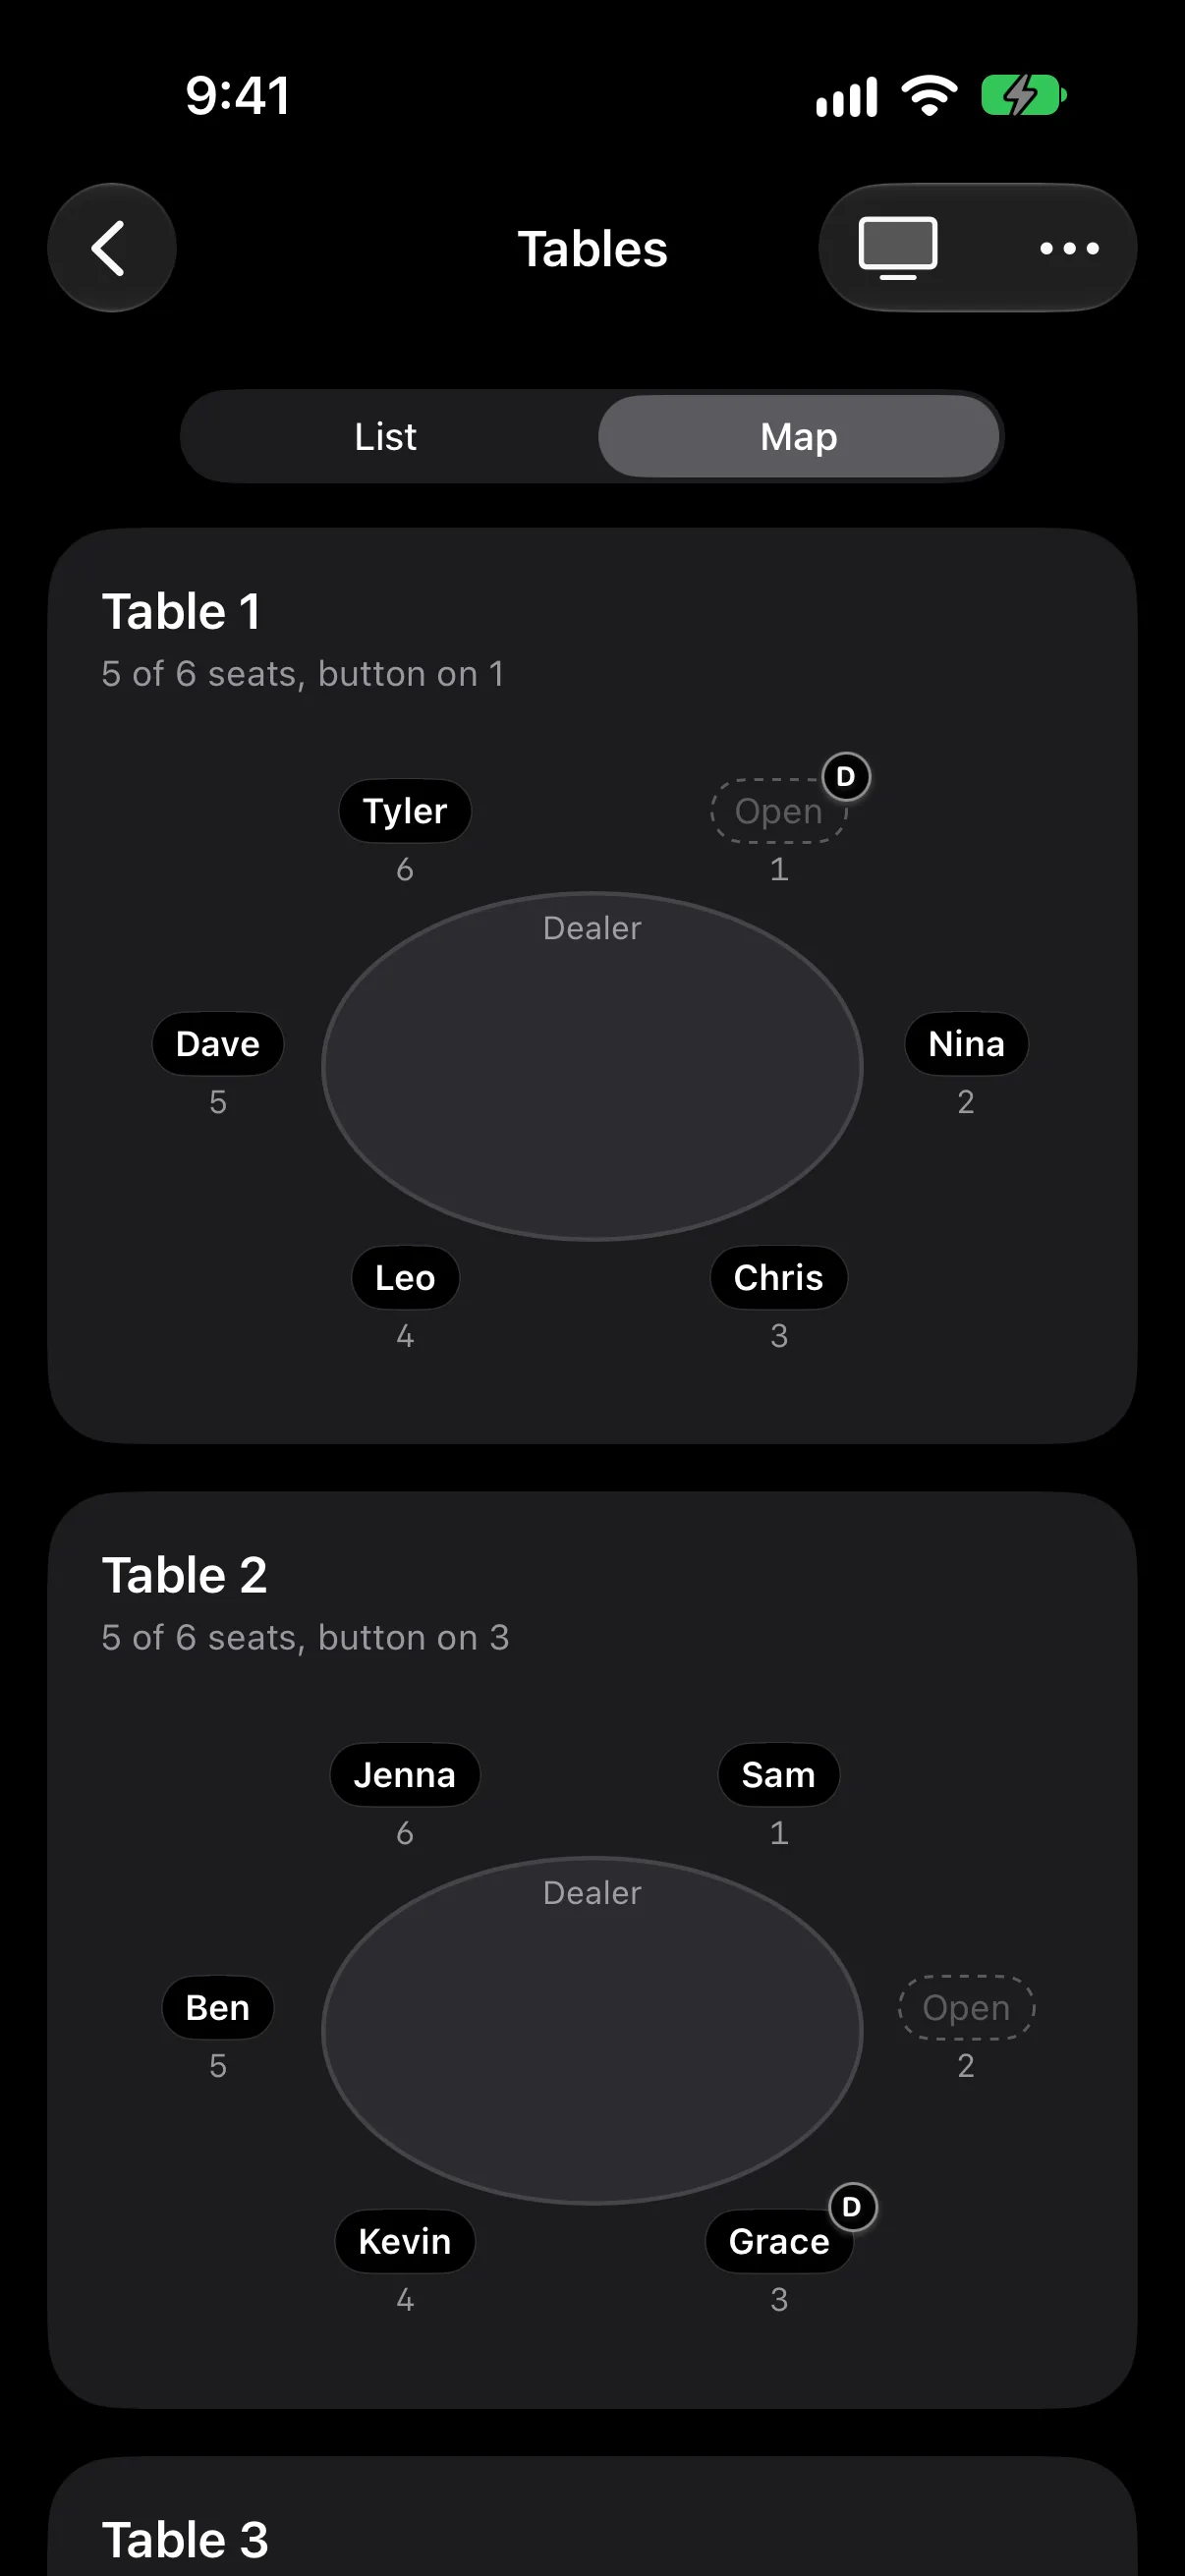 9:41
Tables
List
Map
Table 1
5 of 6 seats, button on 1
Tyler
6
Open
D
1
Dealer
Dave
5
Nina
2
Leo
4
Chris
3
Table 2
5 of 6 seats, button on 3
Jenna
6
Sam
1
Dealer
Ben
5
Open
2
Kevin
4
Grace
D
3
Table 3